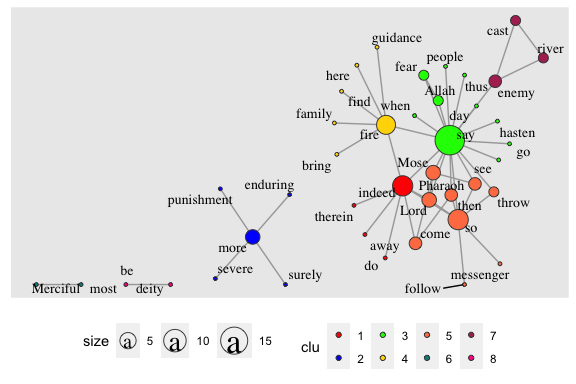 cast
river
guidance
people
fear
here
thus
enemy
Allah
find
when
day
family
fire
say
hasten
go
bring
Mose
see
enduring
indeed
Pharaoh
punishment
throw
Lord
then
therein
so
come
more
away
be
severe
surely
do
messenger
Merciful
most
deity
follow
size a 5 a 10 a 15
clu 1 3 5 7
2 4 6 8